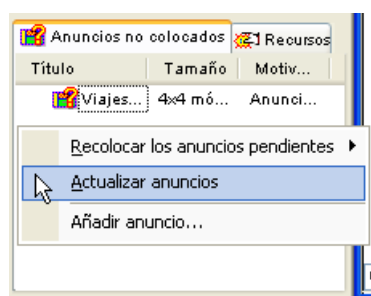 Anuncios no colocados Recursos
Título Tamaño Motiv...
Viajes... 4x4 mó... Anunci...
Recolocar los anuncios pendientes
Actualizar anuncios
Añadir anuncio...